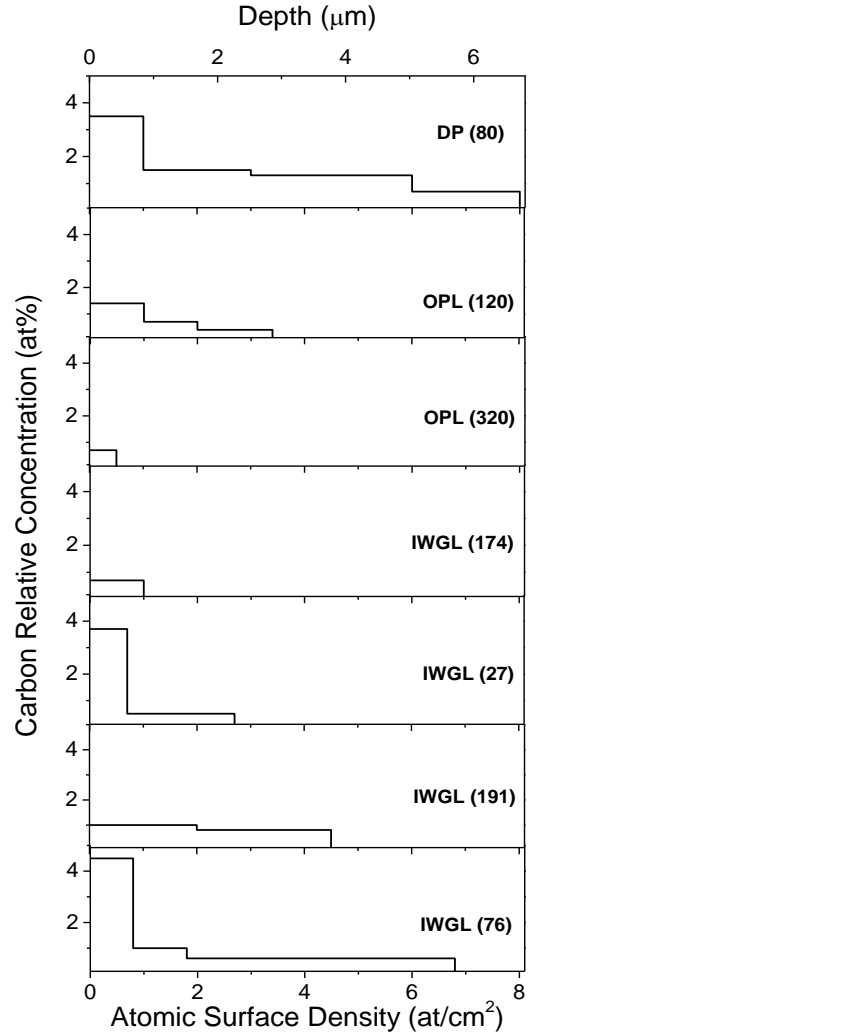 Depth (μm)
0 2 4 6
4
2
DP (80)
4
2
OPL (120)
4
2
OPL (320)
4
2
IWGL (174)
4
2
IWGL (27)
4
2
IWGL (191)
4
2
IWGL (76)
0 2 4 6 8
Atomic Surface Density (at/cm²)
Carbon Relative Concentration (at%)